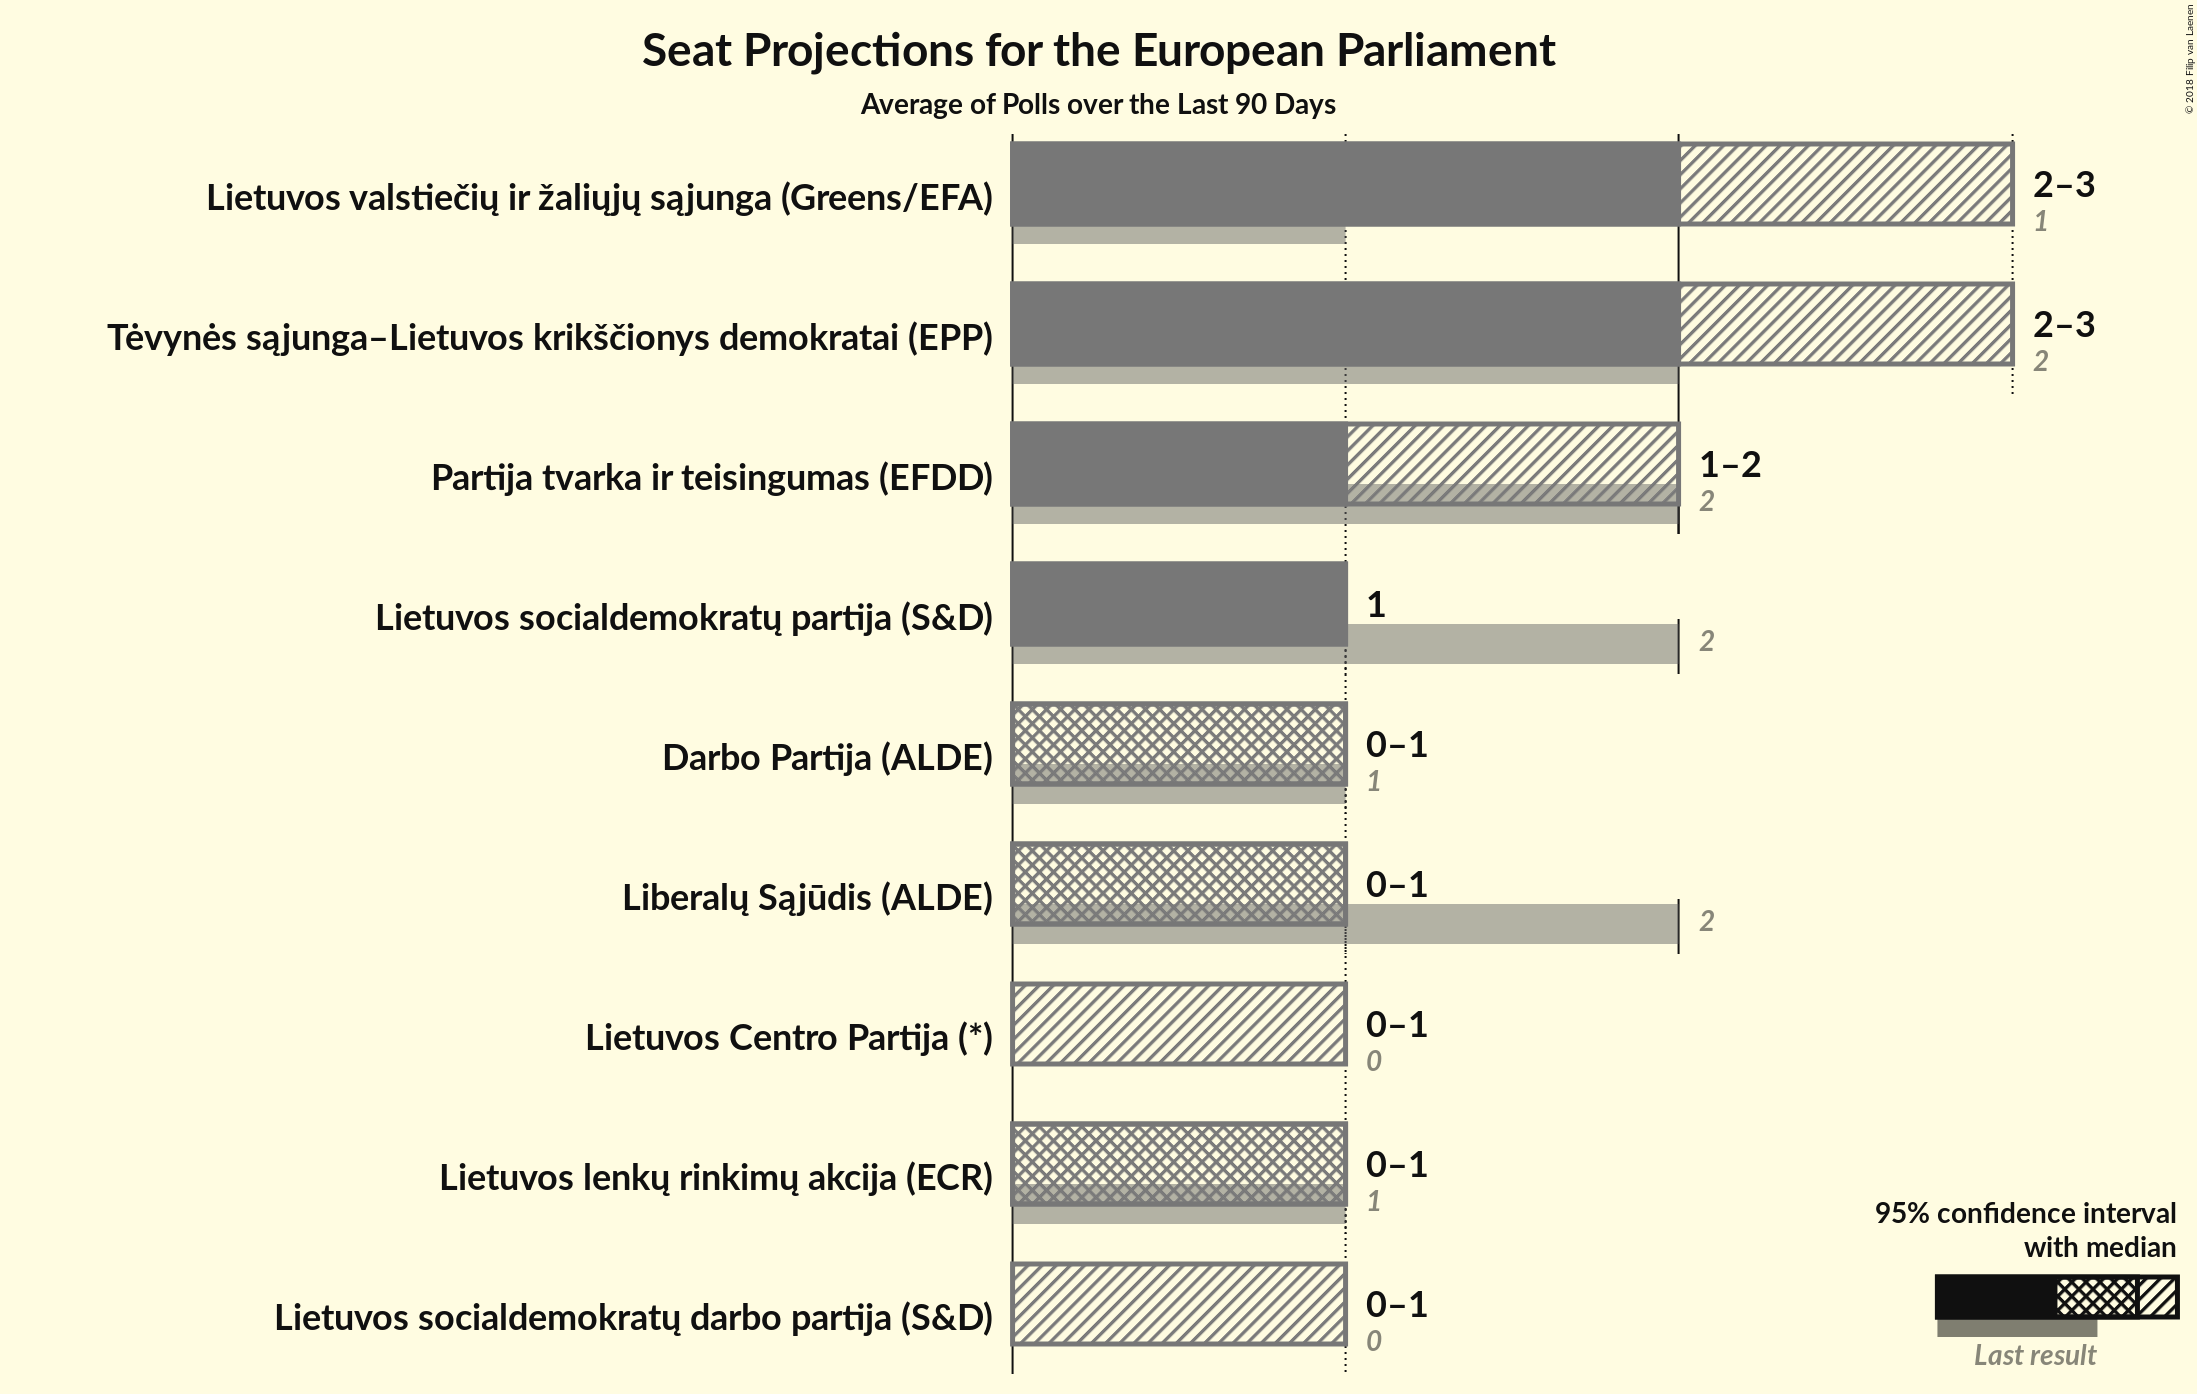 Seat Projections for the European Parliament
Average of Polls over the Last 90 Days
© 2018 Filip van Laenen
Lietuvos valstiečių ir žaliųjų sąjunga (Greens/EFA)
2–3
1
Tėvynės sąjunga–Lietuvos krikščionys demokratai (EPP)
2–3
2
Partija tvarka ir teisingumas (EFDD)
1–2
2
Lietuvos socialdemokratų partija (S&D)
1
2
Darbo Partija (ALDE)
0–1
1
Liberalų Sąjūdis (ALDE)
0–1
2
Lietuvos Centro Partija (*)
0–1
0
Lietuvos lenkų rinkimų akcija (ECR)
0–1
1
Lietuvos socialdemokratų darbo partija (S&D)
0–1
0
95% confidence interval
with median
Last result